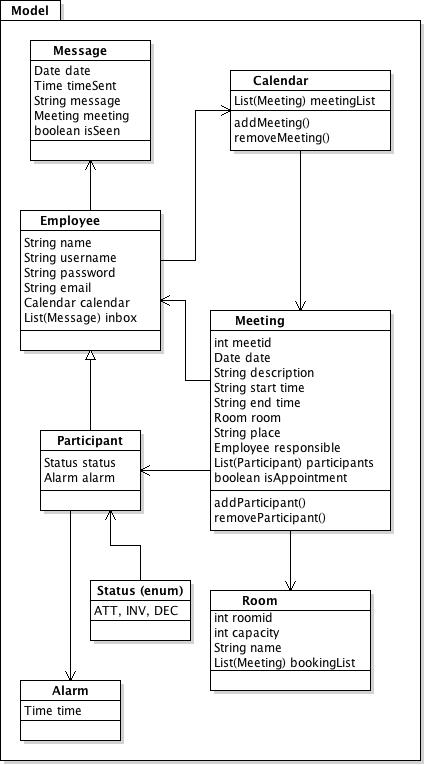 Model
Message
Date date
Time timeSent
String message
Meeting meeting
boolean isSeen
Calendar
List(Meeting) meetingList
addMeeting()
removeMeeting()
Employee
String name
String username
String password
String email
Calendar calendar
List(Message) inbox
Meeting
int meetid
Date date
String description
String start time
String end time
Room room
String place
Employee responsible
List(Participant) participants
boolean isAppointment
addParticipant()
removeParticipant()
Participant
Status status
Alarm alarm
Status (enum)
ATT, INV, DEC
Room
int roomid
int capacity
String name
List(Meeting) bookingList
Alarm
Time time